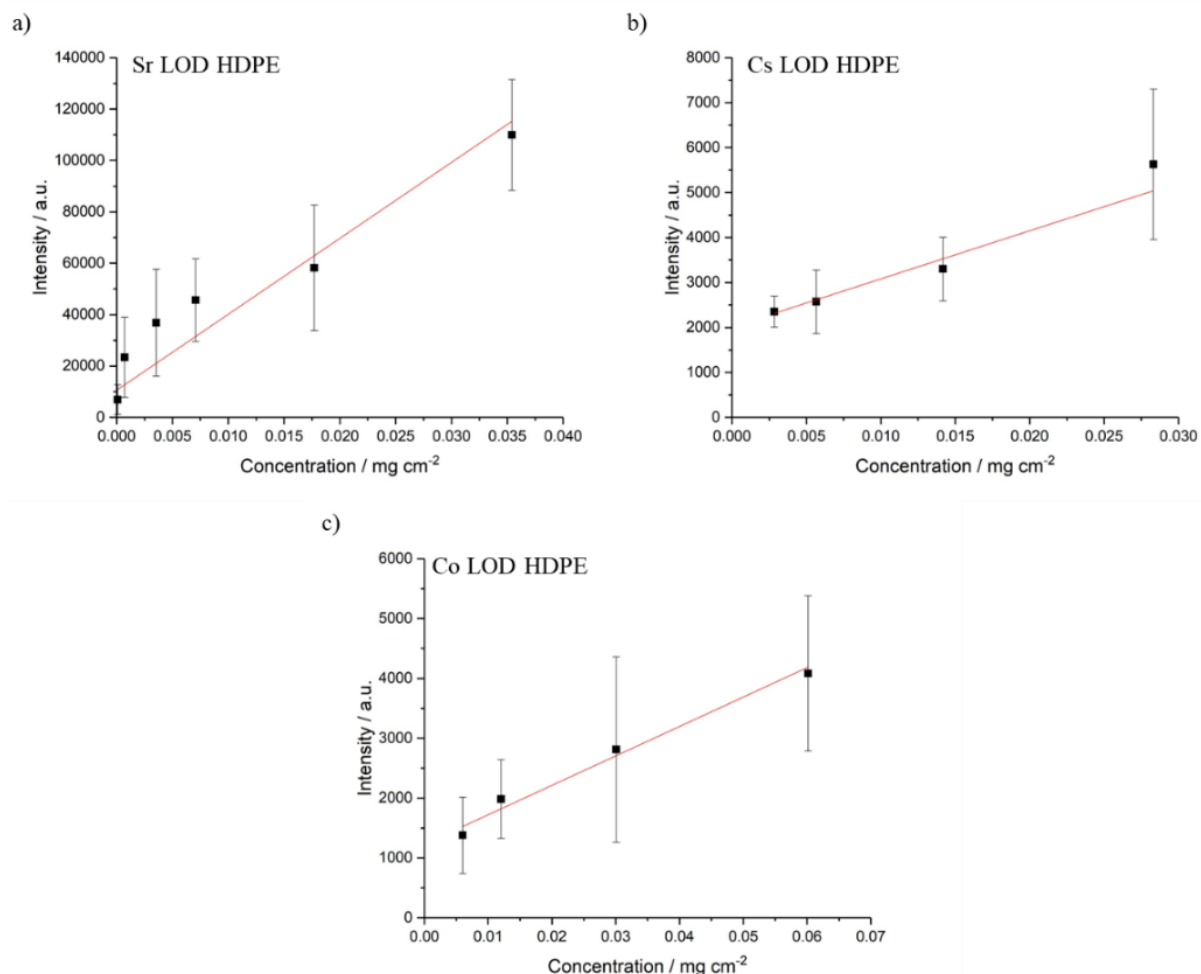 a)
Sr LOD HDPE
140000
120000
100000
80000
60000
40000
20000
0
0.000 0.005 0.010 0.015 0.020 0.025 0.030 0.035 0.040
Intensity / a.u.
Concentration / mg cm⁻²
b)
Cs LOD HDPE
8000
7000
6000
5000
4000
3000
2000
1000
0
0.000 0.005 0.010 0.015 0.020 0.025 0.030
Intensity / a.u.
Concentration / mg cm⁻²
c)
Co LOD HDPE
6000
5000
4000
3000
2000
1000
0
0.00 0.01 0.02 0.03 0.04 0.05 0.06 0.07
Intensity / a.u.
Concentration / mg cm⁻²